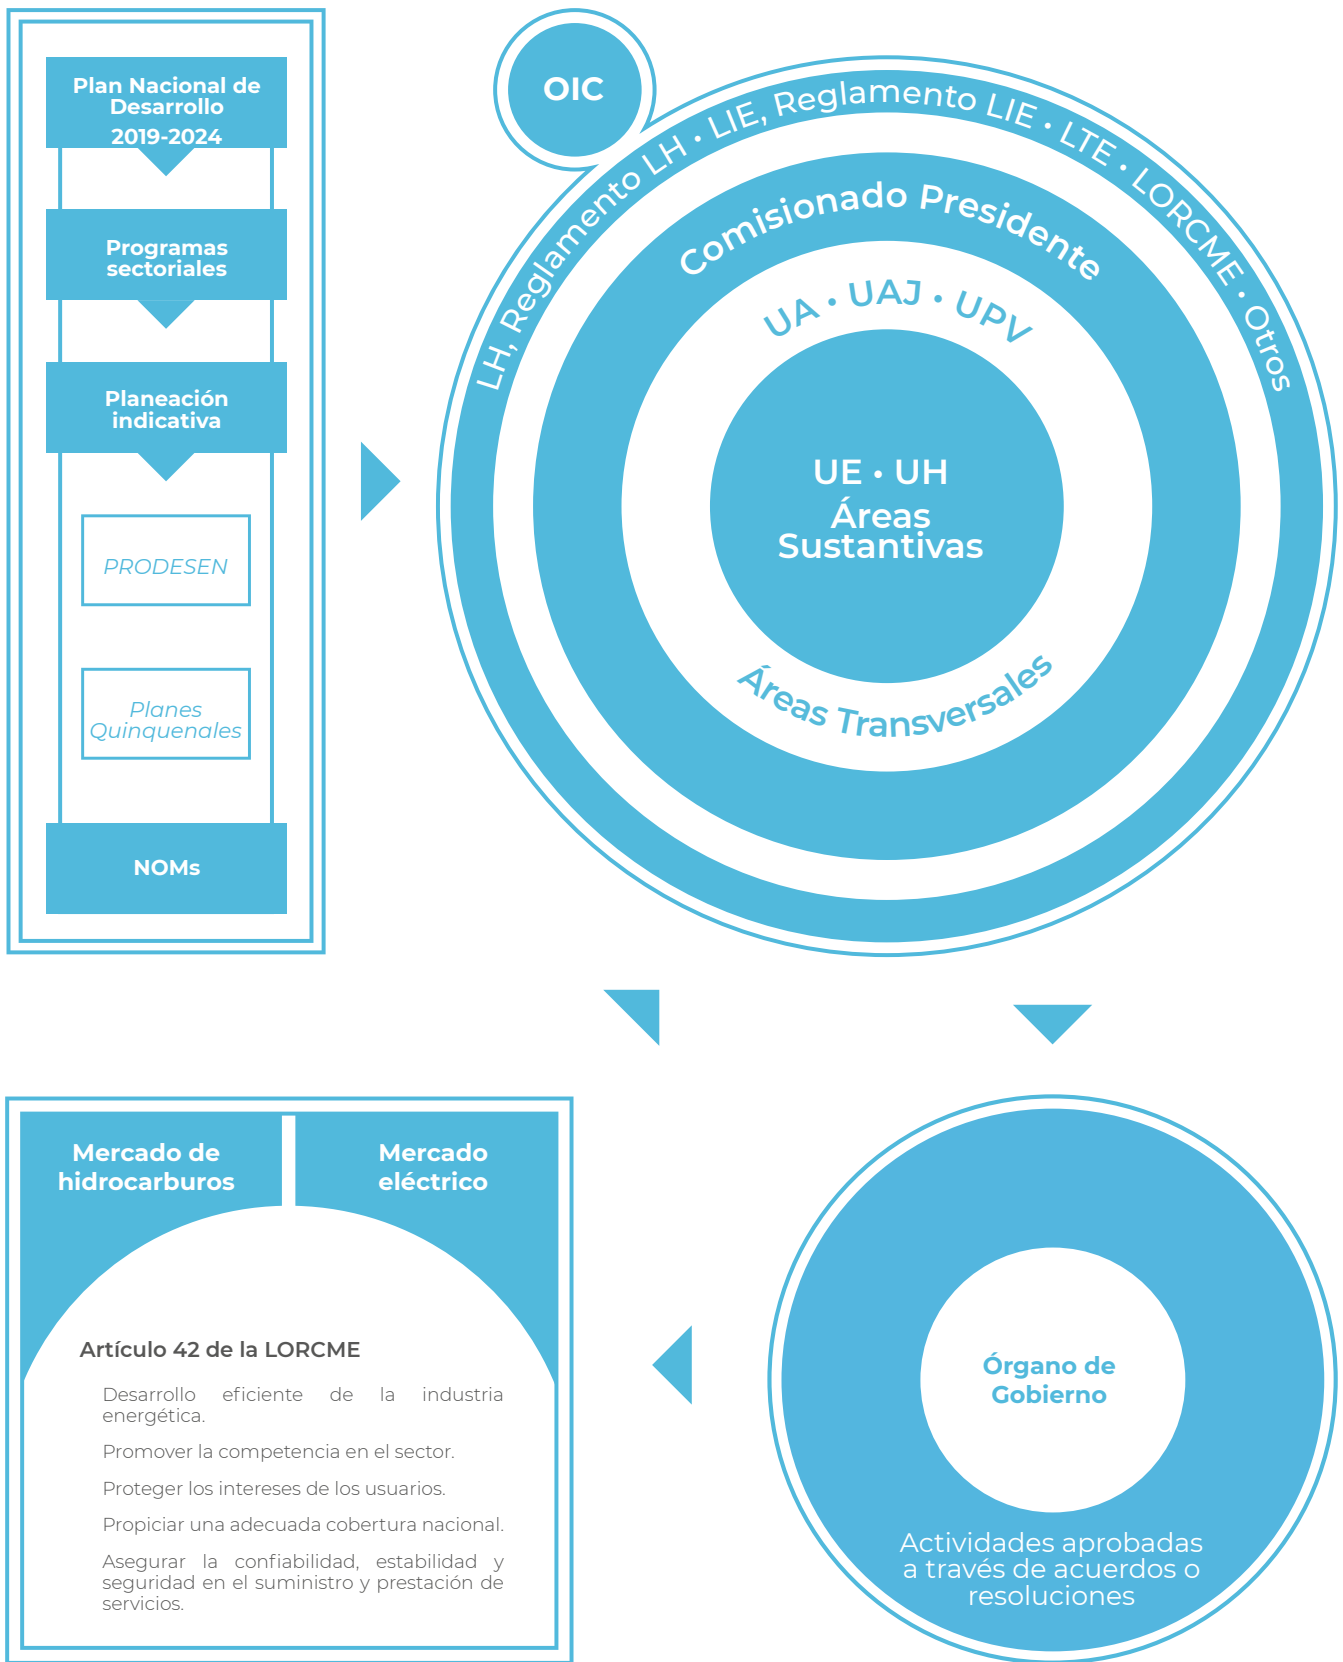 Plan Nacional de
Desarrollo
2019-2024
Programas
sectoriales
Planeación
indicativa
PRODESEN
Planes
Quinquenales
NOMs
OIC
LH, Reglamento LH • LIE, Reglamento LIE • LTE • LORCME • Otros
Comisionado Presidente
UA • UAJ • UPV
UE • UH
Áreas
Sustantivas
Áreas Transversales
Mercado de
hidrocarburos
Mercado
eléctrico
Artículo 42 de la LORCME
Desarrollo eficiente de la industria
energética.
Promover la competencia en el sector.
Proteger los intereses de los usuarios.
Propiciar una adecuada cobertura nacional.
Asegurar la confiabilidad, estabilidad y
seguridad en el suministro y prestación de
servicios.
Órgano de
Gobierno
Actividades aprobadas
a través de acuerdos o
resoluciones